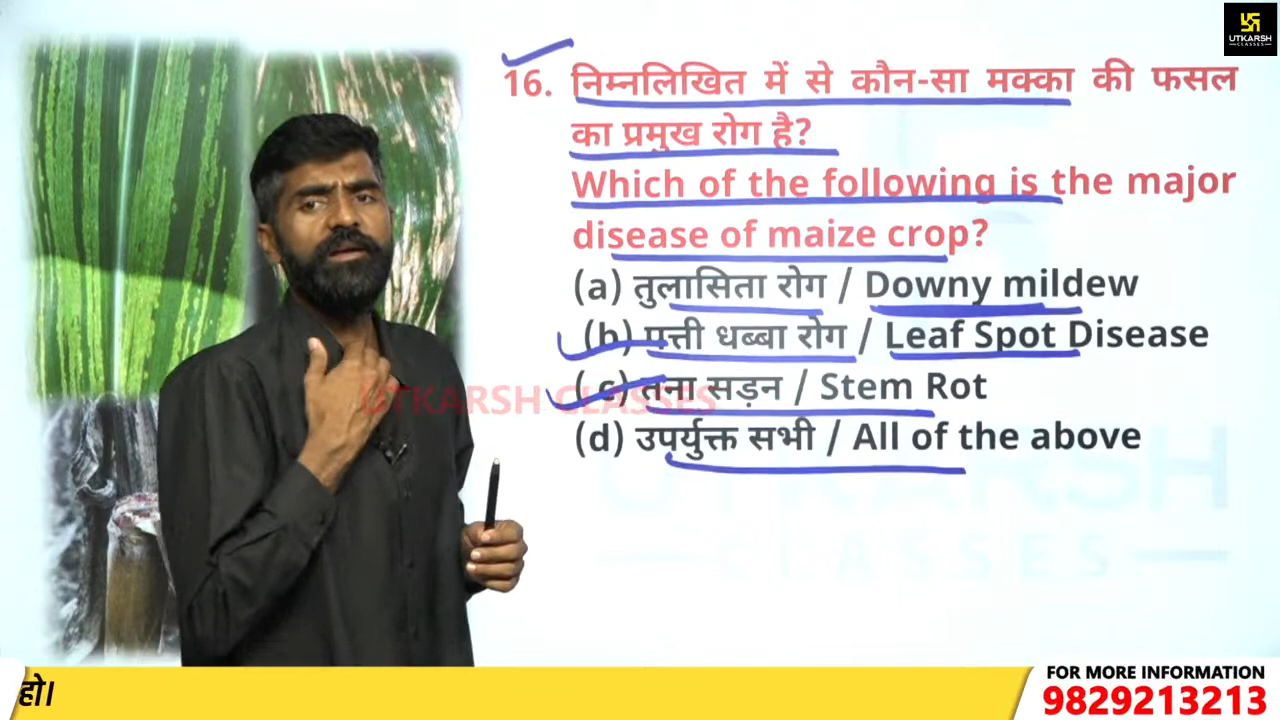 UTKARSH
CLASSES
16. निम्नलिखित में से कौन-सा मक्का की फसल
का प्रमुख रोग है?
Which of the following is the major
disease of maize crop?
(a) तुलासिता रोग / Downy mildew
(b) पत्ती धब्बा रोग / Leaf Spot Disease
( c) तना सड़न / Stem Rot
(d) उपर्युक्त सभी / All of the above
UTKARSH CLASSES
UTKARSH
CLASSES
हो।
FOR MORE INFORMATION
9829213213